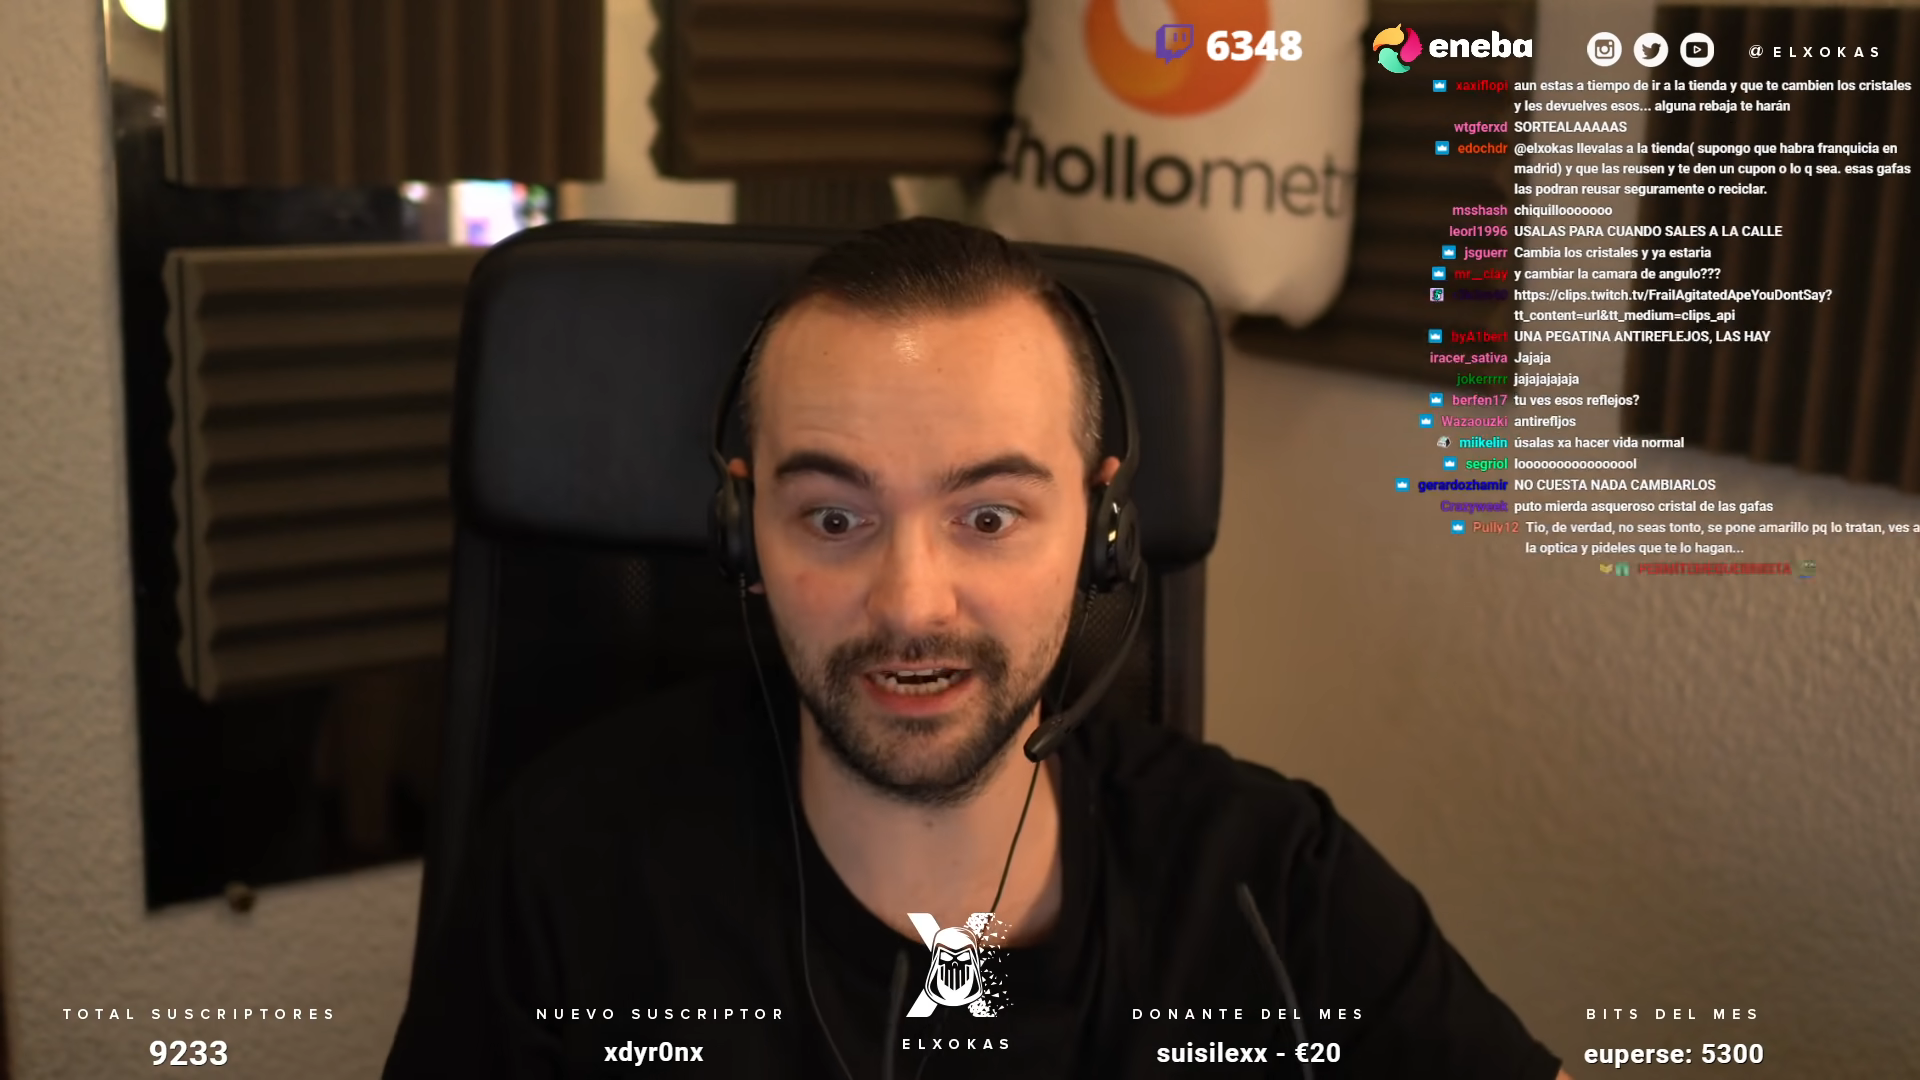 6348
eneba
@ELXOKAS
hollomet
xaxiflopi aun estas a tiempo de ir a la tienda y que te cambien los cristales
y les devuelves esos... alguna rebaja te harán
wtgferxd SORTEALAAAAAS
edochdr @elxokas llevalas a la tienda( supongo que habra franquicia en
madrid) y que las reusen y te den un cupon o lo q sea. esas gafas
las podran reusar seguramente o reciclar.
msshash chiquillooooooo
leorl1996 USALAS PARA CUANDO SALES A LA CALLE
jsguerr Cambia los cristales y ya estaria
mr__clay y cambiar la camara de angulo???
https://clips.twitch.tv/FrailAgitatedApeYouDontSay?
tt_content=url&tt_medium=clips_api
byA1bert UNA PEGATINA ANTIREFLEJOS, LAS HAY
iracer_sativa Jajaja
jokerrrrr jajajajajaja
berfen17 tu ves esos reflejos?
Wazaouzki antirefljos
miikelin úsalas xa hacer vida normal
segriol loooooooooooooool
gerardozhamir NO CUESTA NADA CAMBIARLOS
Crazyweek puto mierda asqueroso cristal de las gafas
Pully12 Tio, de verdad, no seas tonto, se pone amarillo pq lo tratan, ves a
la optica y pideles que te lo hagan...
ELXOKAS
TOTAL SUSCRIPTORES
9233
NUEVO SUSCRIPTOR
xdyr0nx
DONANTE DEL MES
suisilexx - €20
BITS DEL MES
euperse: 5300